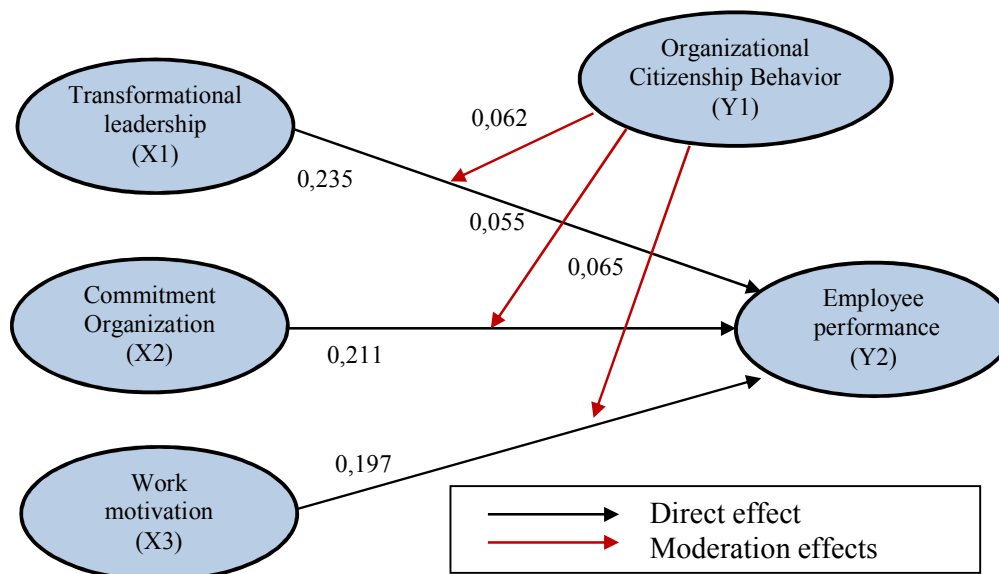 Organizational
Citizenship Behavior
(Y1)
Transformational
leadership
(X1)
0,062
0,235
0,055
0,065
Commitment
Organization
(X2)
Employee
performance
(Y2)
0,211
Work
motivation
(X3)
0,197
Direct effect
Moderation effects